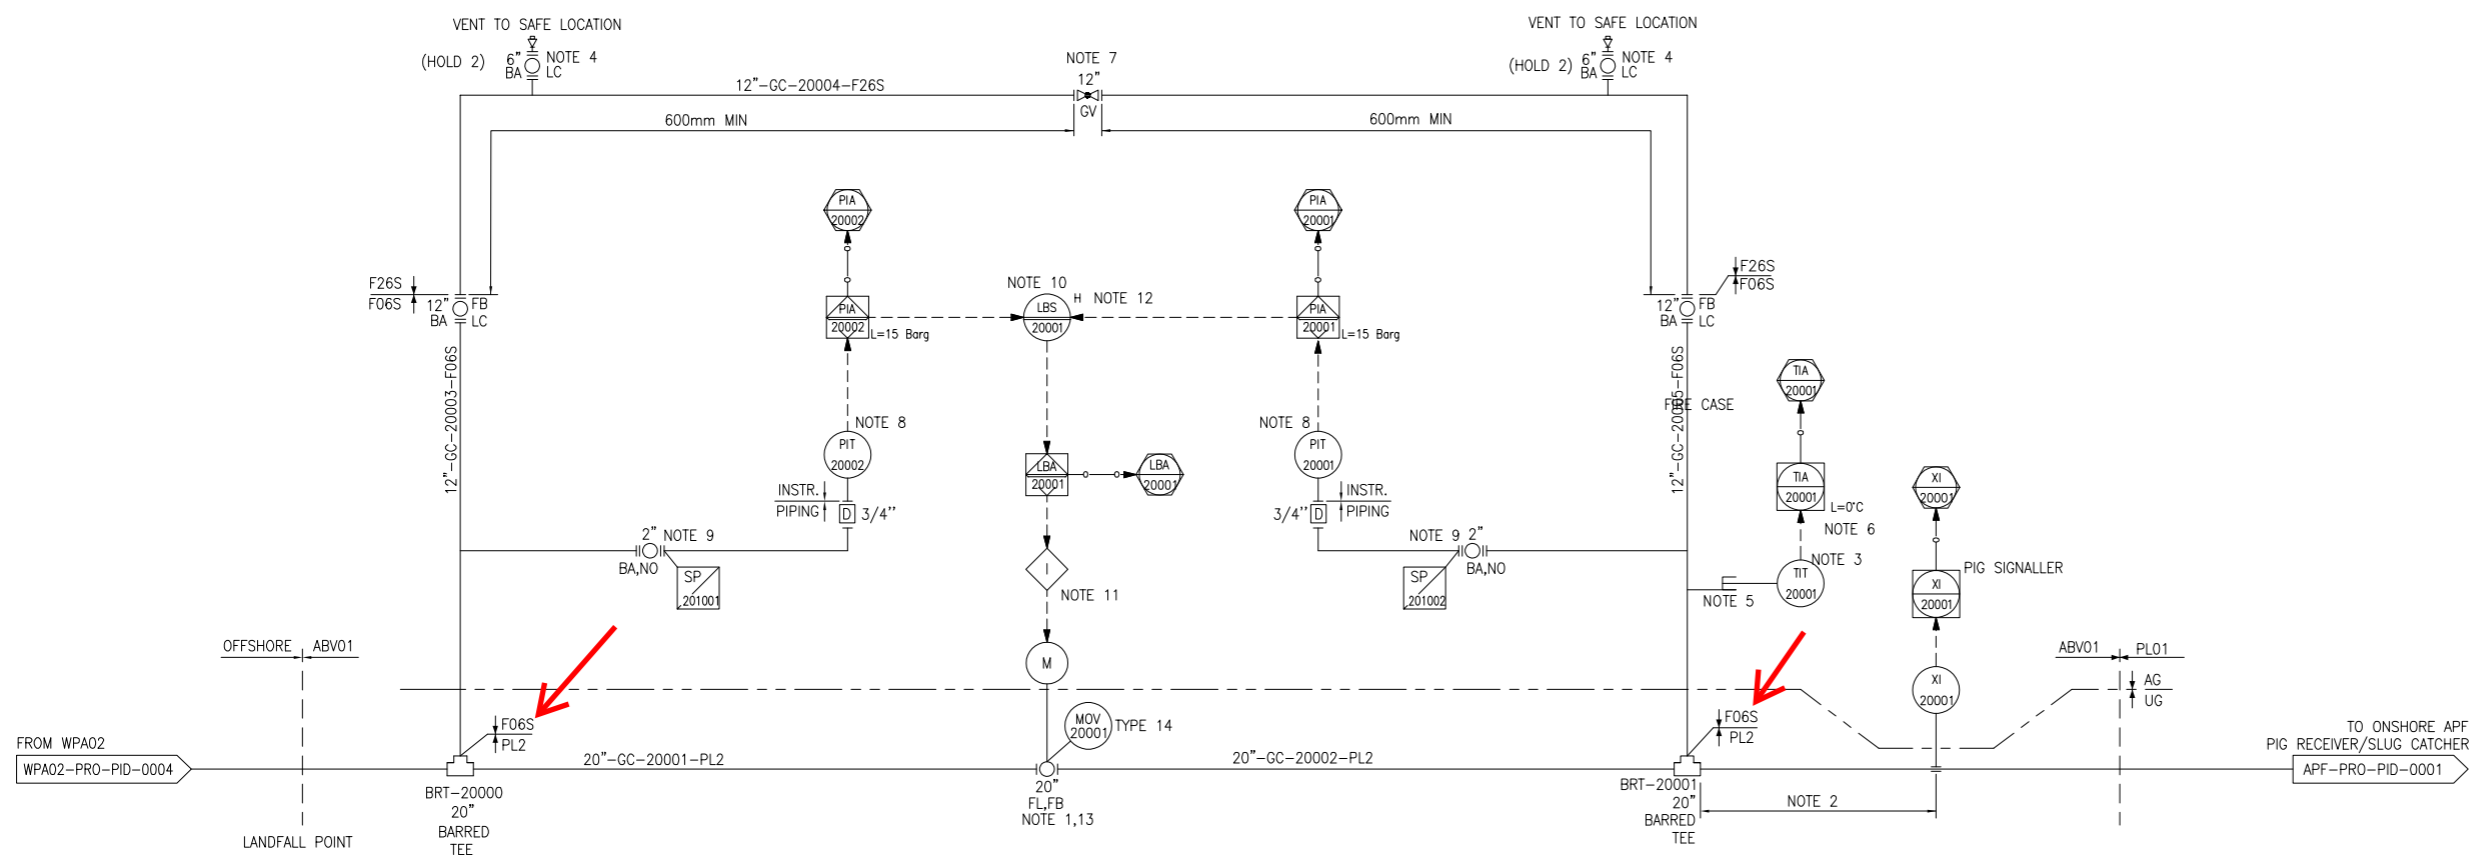 VENT TO SAFE LOCATION
(HOLD 2) 6" NOTE 4
BA LC
VENT TO SAFE LOCATION
(HOLD 2) 6" NOTE 4
BA LC
NOTE 7
12"
GV
12"-GC-20004-F26S
600mm MIN
600mm MIN
PIA
20002
PIA
20001
F26S
F06S
12" FB
BA LC
F26S
F06S
12" FB
BA LC
NOTE 10
LBS
20001
H NOTE 12
PIA
20002
L=15 Barg
PIA
20001
L=15 Barg
12"-GC-20003-F06S
12"-GC-20005-F06S
FIRE CASE
TIA
20001
NOTE 8
PIT
20002
NOTE 8
PIT
20001
LBA
20001
LBA
20001
TIA
20001
L=0°C
NOTE 6
XI
20001
INSTR.
PIPING
D 3/4''
INSTR.
PIPING
3/4'' D
2" NOTE 9
BA,NO
SP
201001
NOTE 9 2"
BA,NO
SP
201002
NOTE 11
NOTE 3
TIT
20001
NOTE 5
PIG SIGNALLER
XI
20001
OFFSHORE ABV01
M
ABV01 PL01
AG
UG
XI
20001
F06S
PL2
MOV
20001
TYPE 14
F06S
PL2
FROM WPA02
WPA02-PRO-PID-0004
TO ONSHORE APF
PIG RECEIVER/SLUG CATCHER
APF-PRO-PID-0001
20"-GC-20001-PL2
20"-GC-20002-PL2
BRT-20000
20"
BARRED
TEE
20"
FL,FB
NOTE 1,13
BRT-20001
20"
BARRED
TEE
NOTE 2
LANDFALL POINT